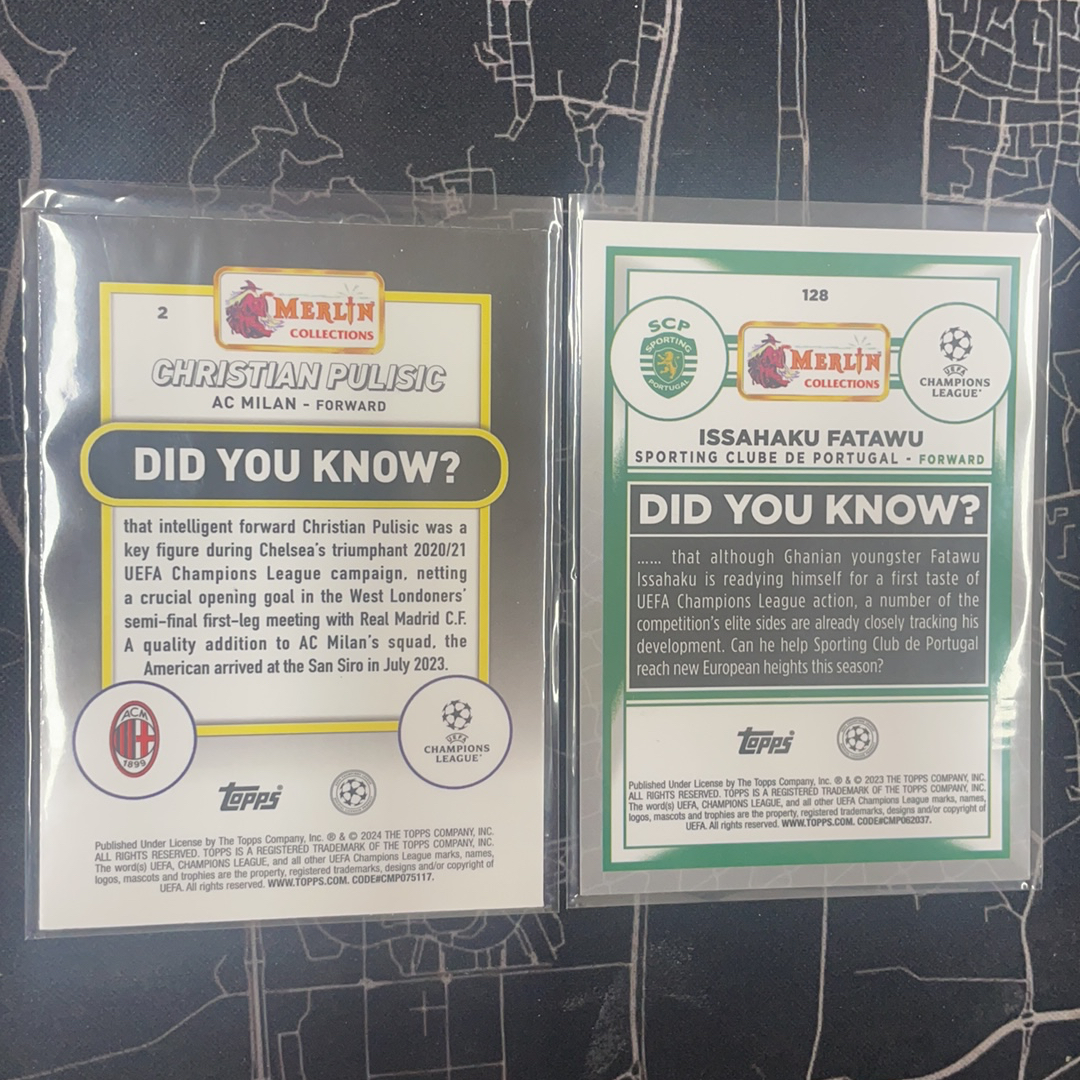 2
MERLIN
COLLECTIONS
CHRISTIAN PULISIC
AC MILAN - FORWARD
DID YOU KNOW?
that intelligent forward Christian Pulisic was a
key figure during Chelsea's triumphant 2020/21
UEFA Champions League campaign, netting
a crucial opening goal in the West Londoners'
semi-final first-leg meeting with Real Madrid C.F.
A quality addition to AC Milan's squad, the
American arrived at the San Siro in July 2023.
ACM
1899
UEFA
CHAMPIONS
LEAGUE
topps
Published Under License by The Topps Company, Inc. ® & © 2024 THE TOPPS COMPANY, INC.
ALL RIGHTS RESERVED. TOPPS IS A REGISTERED TRADEMARK OF THE TOPPS COMPANY, INC.
The word(s) UEFA, CHAMPIONS LEAGUE, and all other UEFA Champions League marks, names,
logos, mascots and trophies are the property, registered trademarks, designs and/or copyright of
UEFA. All rights reserved. WWW.TOPPS.COM. CODE#CMP075117.
128
SCP
SPORTING
PORTUGAL
MERLIN
COLLECTIONS
UEFA
CHAMPIONS
LEAGUE
ISSAHAKU FATAWU
SPORTING CLUBE DE PORTUGAL - FORWARD
DID YOU KNOW?
...... that although Ghanian youngster Fatawu
Issahaku is readying himself for a first taste of
UEFA Champions League action, a number of the
competition's elite sides are already closely tracking his
development. Can he help Sporting Club de Portugal
reach new European heights this season?
topps
Published Under License by The Topps Company, Inc. ® & © 2023 THE TOPPS COMPANY, INC.
ALL RIGHTS RESERVED. TOPPS IS A REGISTERED TRADEMARK OF THE TOPPS COMPANY, INC.
The word(s) UEFA, CHAMPIONS LEAGUE, and all other UEFA Champions League marks, names,
logos, mascots and trophies are the property, registered trademarks, designs and/or copyright of
UEFA. All rights reserved. WWW.TOPPS.COM. CODE#CMP062037.